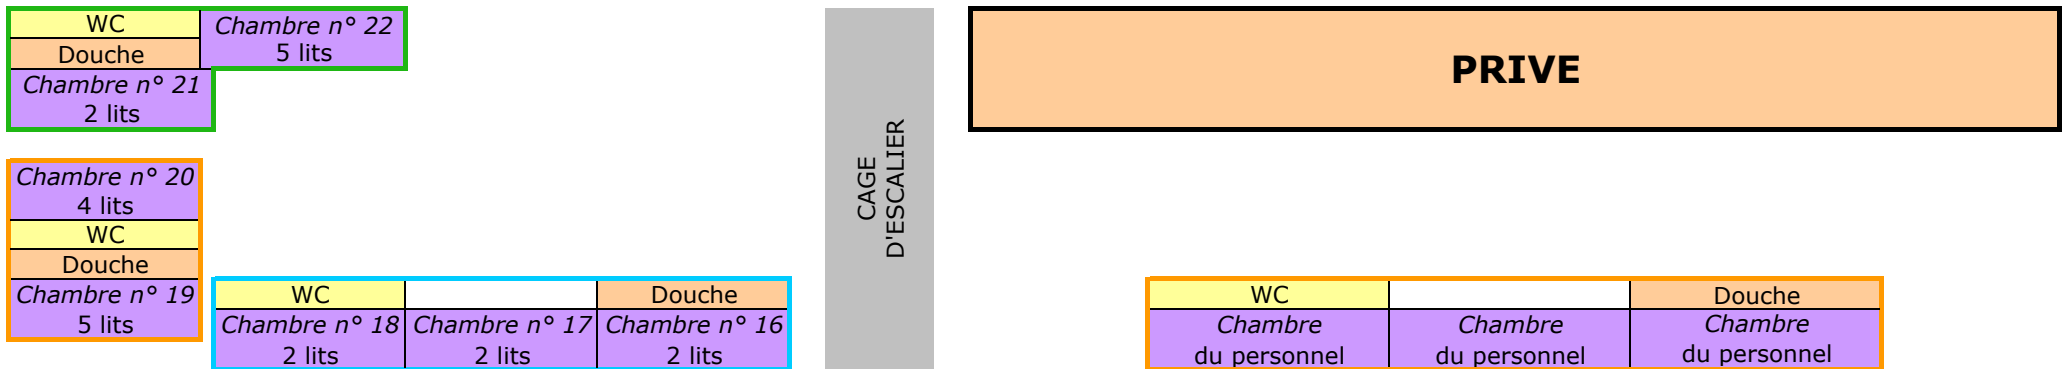 WC
Douche
Chambre n° 22
5 lits
Chambre n° 21
2 lits
Chambre n° 20
4 lits
WC
Douche
Chambre n° 19
5 lits
WC
Douche
Chambre n° 18
2 lits
Chambre n° 17
2 lits
Chambre n° 16
2 lits
CAGE
D'ESCALIER
PRIVE
WC
Douche
Chambre
du personnel
Chambre
du personnel
Chambre
du personnel